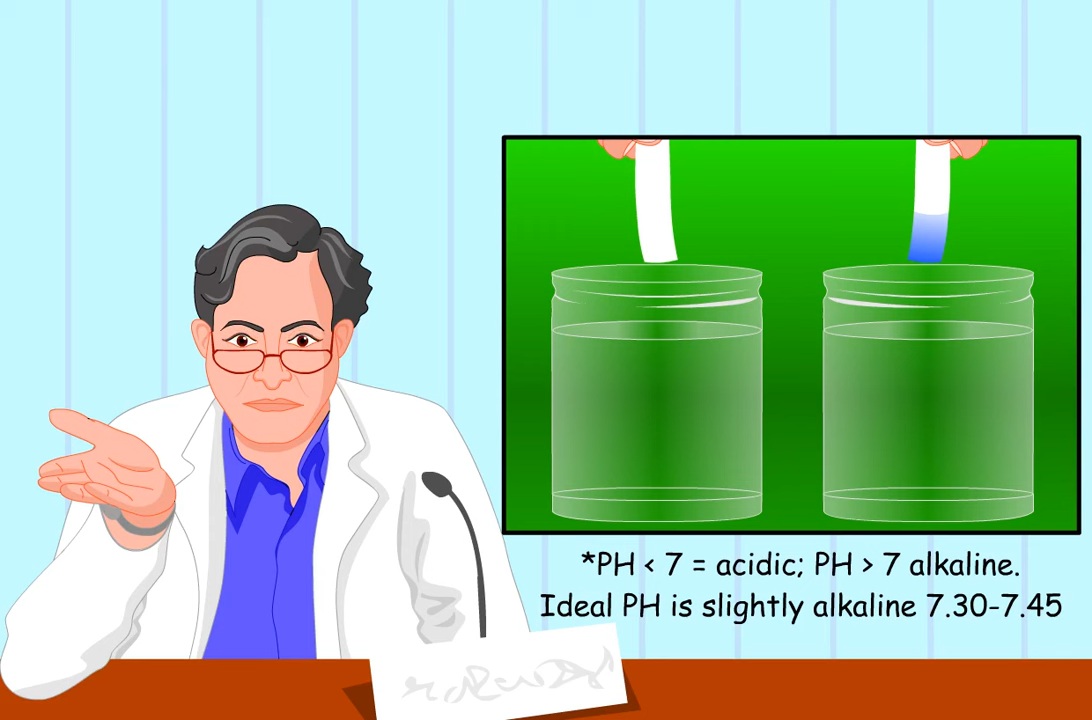 *PH < 7 = acidic; PH > 7 alkaline.
Ideal PH is slightly alkaline 7.30-7.45